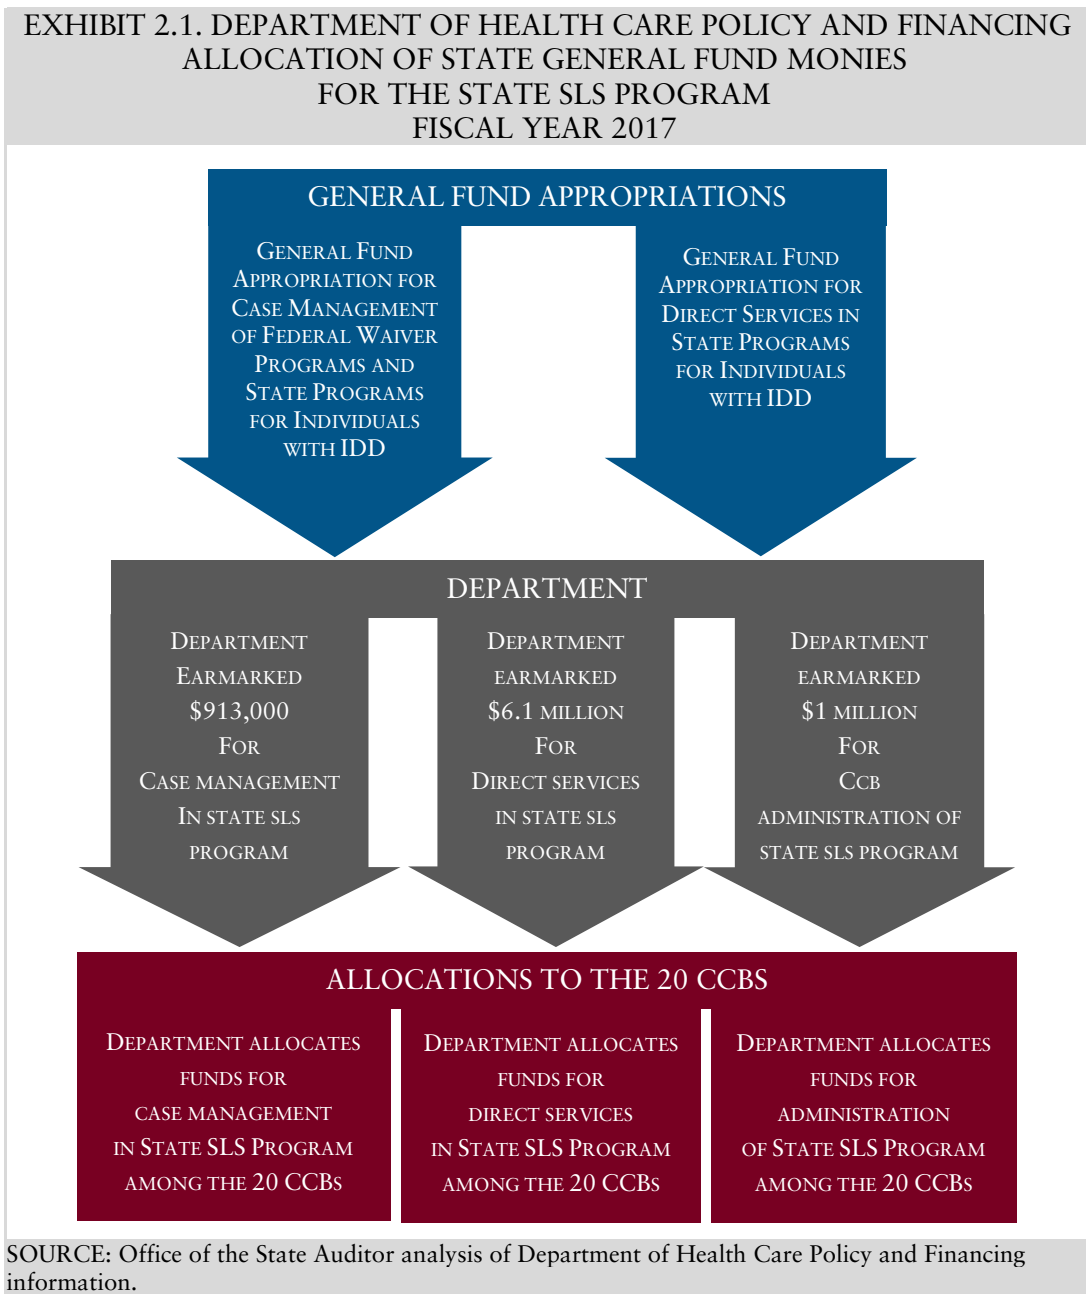 EXHIBIT 2.1. DEPARTMENT OF HEALTH CARE POLICY AND FINANCING
ALLOCATION OF STATE GENERAL FUND MONIES
FOR THE STATE SLS PROGRAM
FISCAL YEAR 2017
GENERAL FUND APPROPRIATIONS
GENERAL FUND
APPROPRIATION FOR
CASE MANAGEMENT
OF FEDERAL WAIVER
PROGRAMS AND
STATE PROGRAMS
FOR INDIVIDUALS
WITH IDD
GENERAL FUND
APPROPRIATION FOR
DIRECT SERVICES IN
STATE PROGRAMS
FOR INDIVIDUALS
WITH IDD
DEPARTMENT
DEPARTMENT
EARMARKED
$913,000
FOR
CASE MANAGEMENT
IN STATE SLS
PROGRAM
DEPARTMENT
EARMARKED
$6.1 MILLION
FOR
DIRECT SERVICES
IN STATE SLS
PROGRAM
DEPARTMENT
EARMARKED
$1 MILLION
FOR
CCB
ADMINISTRATION OF
STATE SLS PROGRAM
ALLOCATIONS TO THE 20 CCBS
DEPARTMENT ALLOCATES
FUNDS FOR
CASE MANAGEMENT
IN STATE SLS PROGRAM
AMONG THE 20 CCBS
DEPARTMENT ALLOCATES
FUNDS FOR
DIRECT SERVICES
IN STATE SLS PROGRAM
AMONG THE 20 CCBS
DEPARTMENT ALLOCATES
FUNDS FOR
ADMINISTRATION
OF STATE SLS PROGRAM
AMONG THE 20 CCBS
SOURCE: Office of the State Auditor analysis of Department of Health Care Policy and Financing
information.